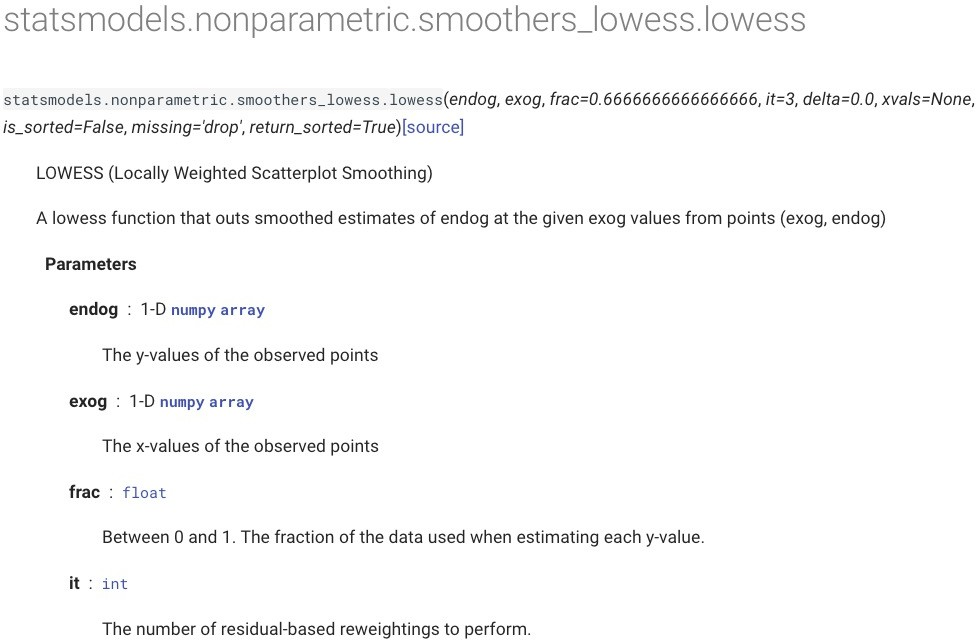 statsmodels.nonparametric.smoothers_lowess.lowess
statsmodels.nonparametric.smoothers_lowess.lowess(endog, exog, frac=0.6666666666666666, it=3, delta=0.0, xvals=None,
is_sorted=False, missing='drop', return_sorted=True)[source]
LOWESS (Locally Weighted Scatterplot Smoothing)
A lowess function that outs smoothed estimates of endog at the given exog values from points (exog, endog)
Parameters
endog : 1-D numpy array
The y-values of the observed points
exog : 1-D numpy array
The x-values of the observed points
frac : float
Between 0 and 1. The fraction of the data used when estimating each y-value.
it : int
The number of residual-based reweightings to perform.